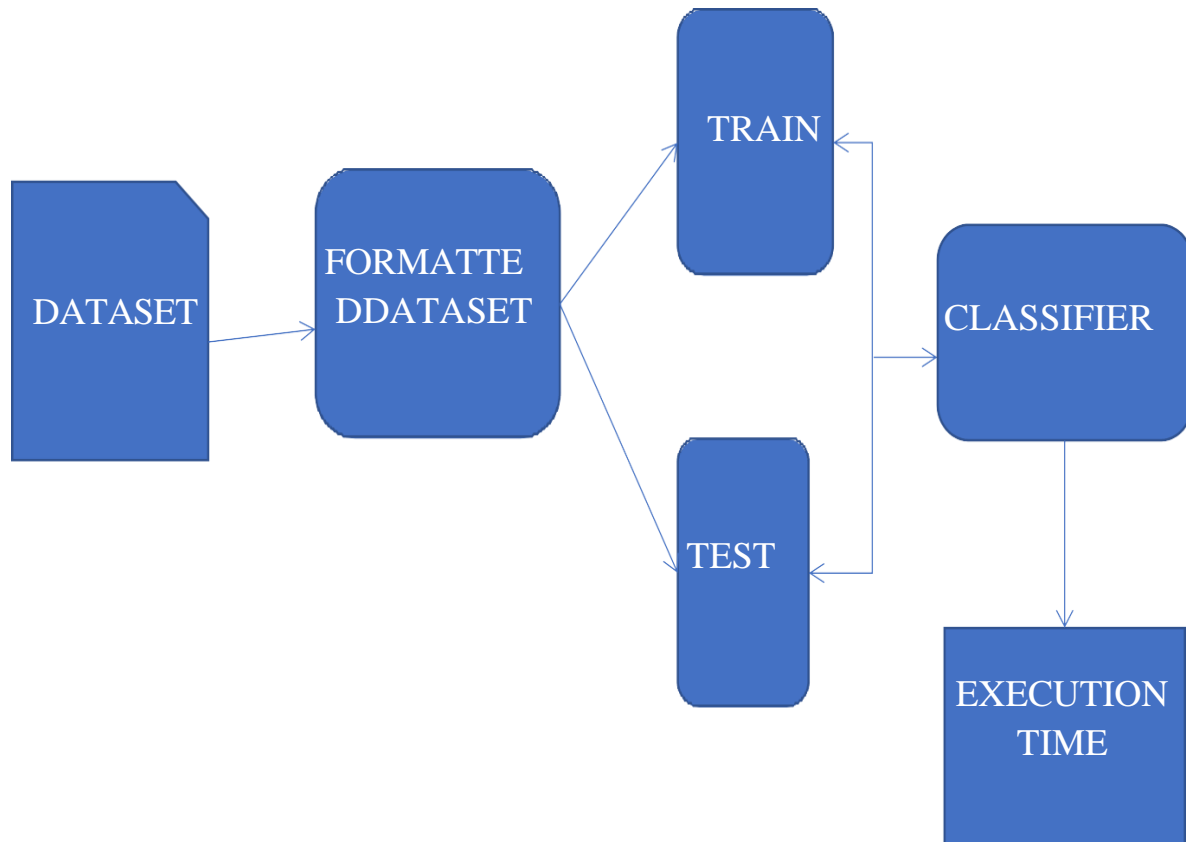 DATASET
FORMATTE
DDATASET
TRAIN
TEST
CLASSIFIER
EXECUTION
TIME